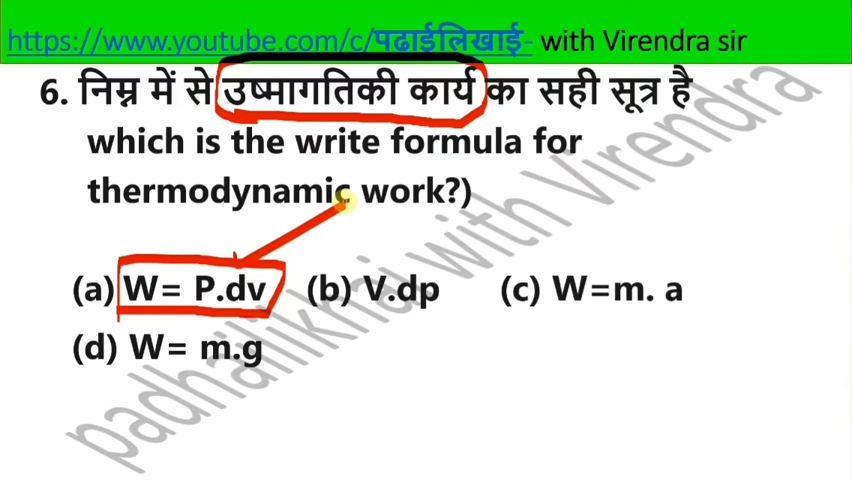 https://www.youtube.com/c/पढाईलिखाई- with Virendra sir
6. निम्न में से उष्मागतिकी कार्य का सही सूत्र है
which is the write formula for
thermodynamic work?)
(a) W= P.dv (b) V.dp (c) W=m. a
(d) W= m.g
padhailikhai with Virendra